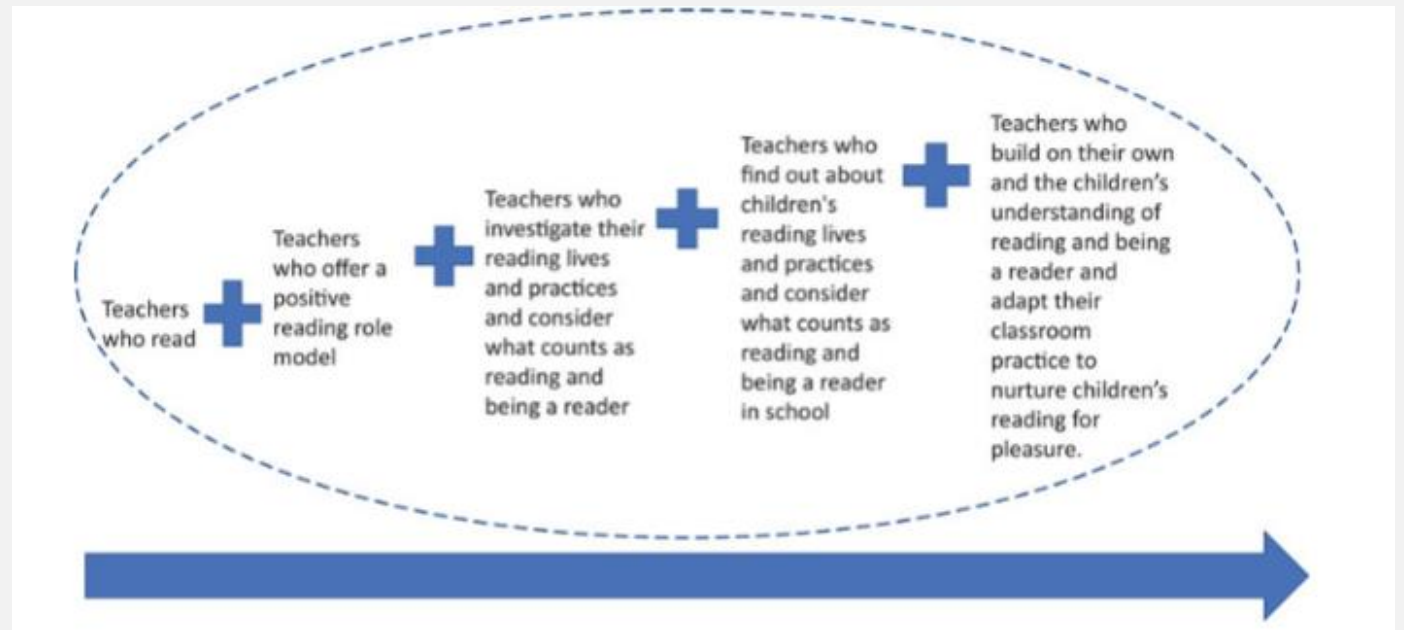 Teachers
who read
Teachers
who offer a
positive
reading role
model
Teachers who
investigate their
reading lives
and practices
and consider
what counts as
reading and
being a reader
Teachers who
find out about
children's
reading lives
and practices
and consider
what counts as
reading and
being a reader
in school
Teachers who
build on their own
and the children's
understanding of
reading and being
a reader and
adapt their
classroom
practice to
nurture children's
reading for
pleasure.